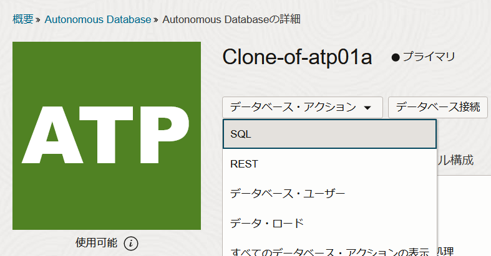 概要 » Autonomous Database » Autonomous Databaseの詳細
ATP
使用可能
Clone-of-atp01a プライマリ
データベース・アクション データベース接続
SQL
REST
ル構成
データベース・ユーザー
データ・ロード
すべてのデータベース・アクションの表示 処理